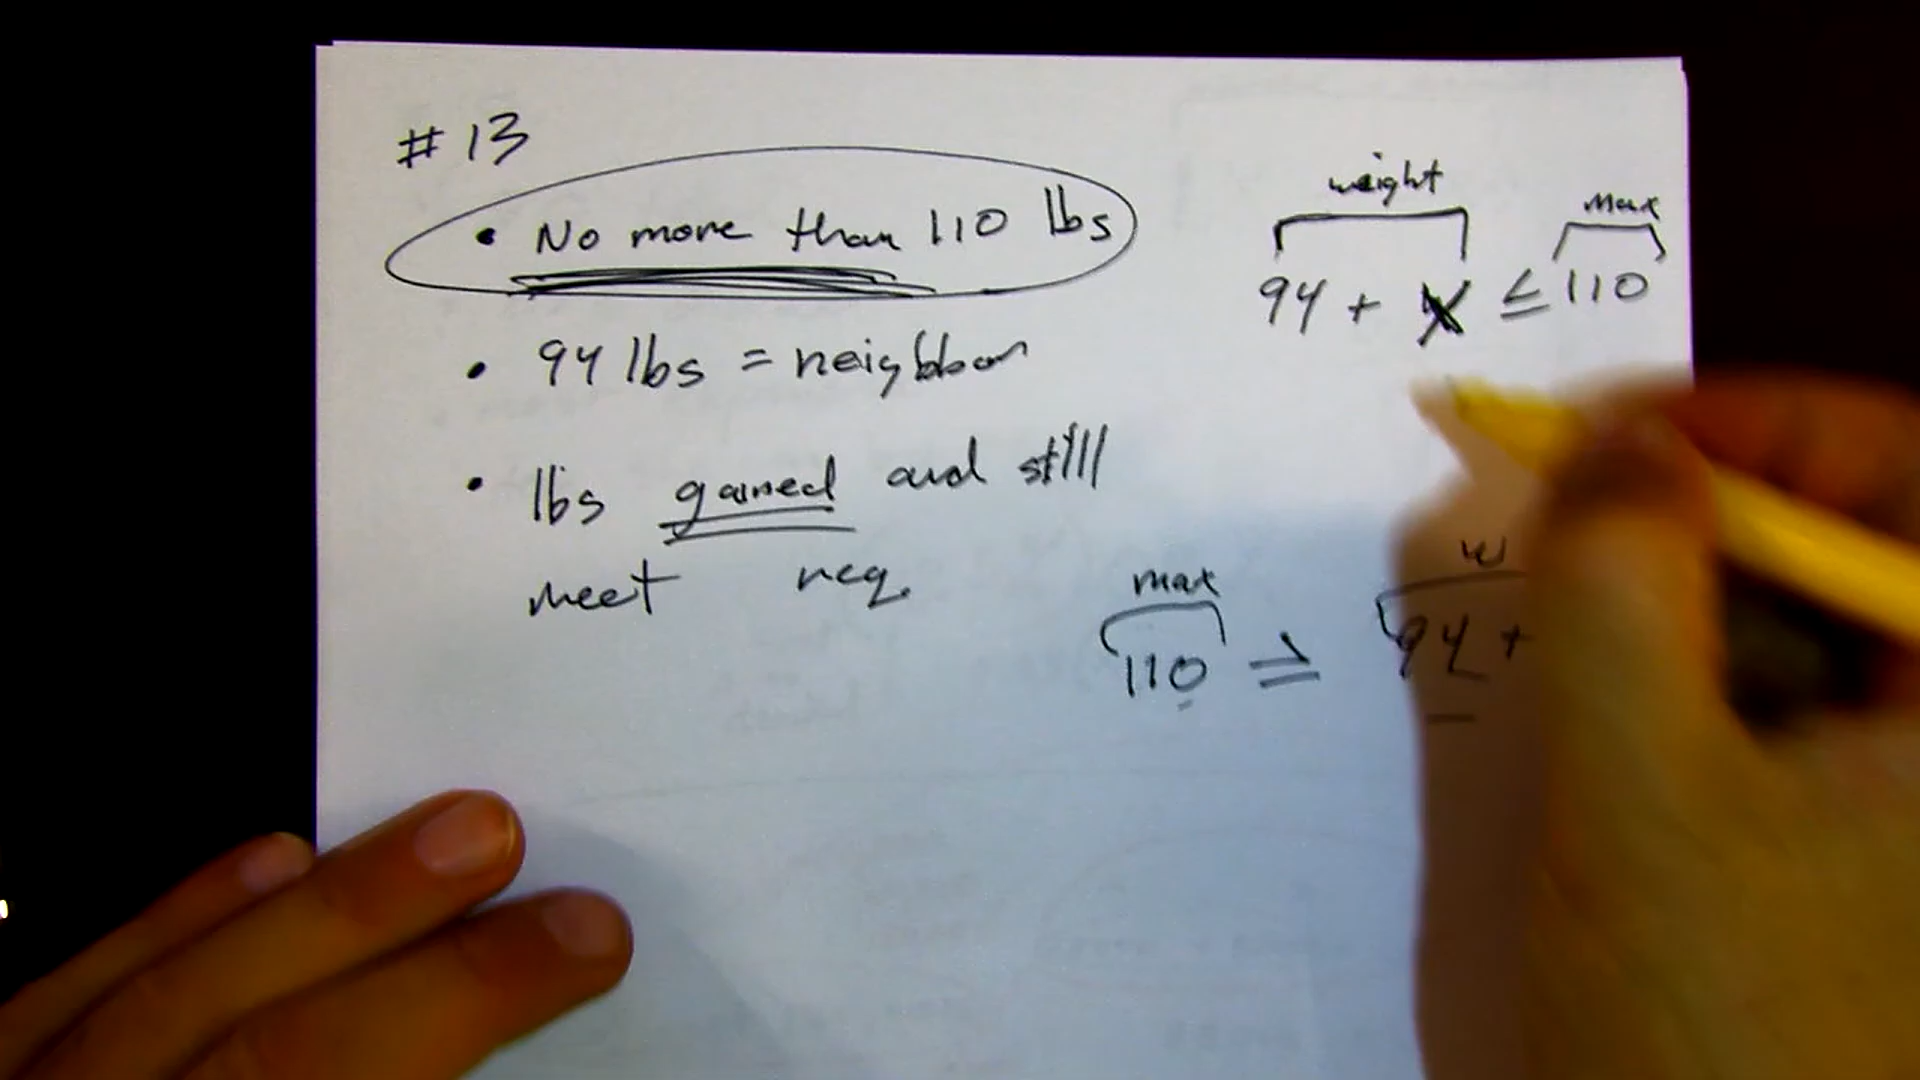 #13
• No more than 110 lbs
• 94 lbs = neighbor
• lbs gained and still
meet req.
weight
max
94 + x ≤ 110
max
w
110 ≥ 94 +